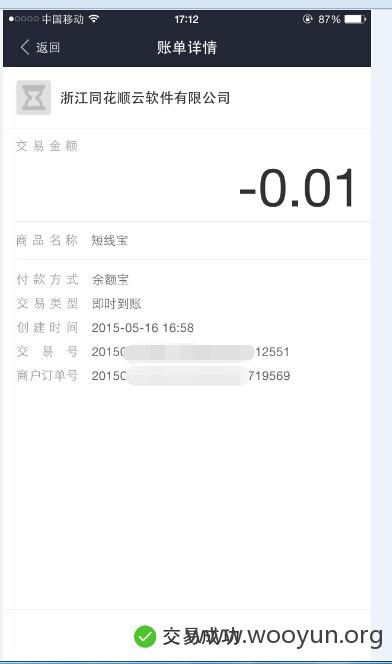 中国移动 17:12 87%
返回 账单详情
浙江同花顺云软件有限公司
交易金额
-0.01
商品名称 短线宝
付款方式 余额宝
交易类型 即时到账
创建时间 2015-05-16 16:58
交易号 20150 12551
商户订单号 20150 719569
交易成功 www.wooyun.org